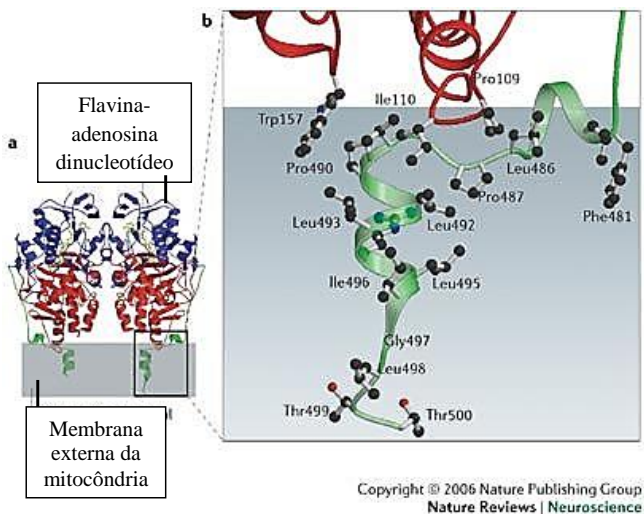 b
Flavina-
adenosina
dinucleotídeo
a
Pro109
Ile110
Trp157
Pro490
Leu486
Pro487
Phe481
Leu493
Leu492
Ile496
Leu495
Gly497
Leu498
Thr499
Thr500
Membrana
externa da
mitocôndria
Copyright © 2006 Nature Publishing Group
Nature Reviews | Neuroscience